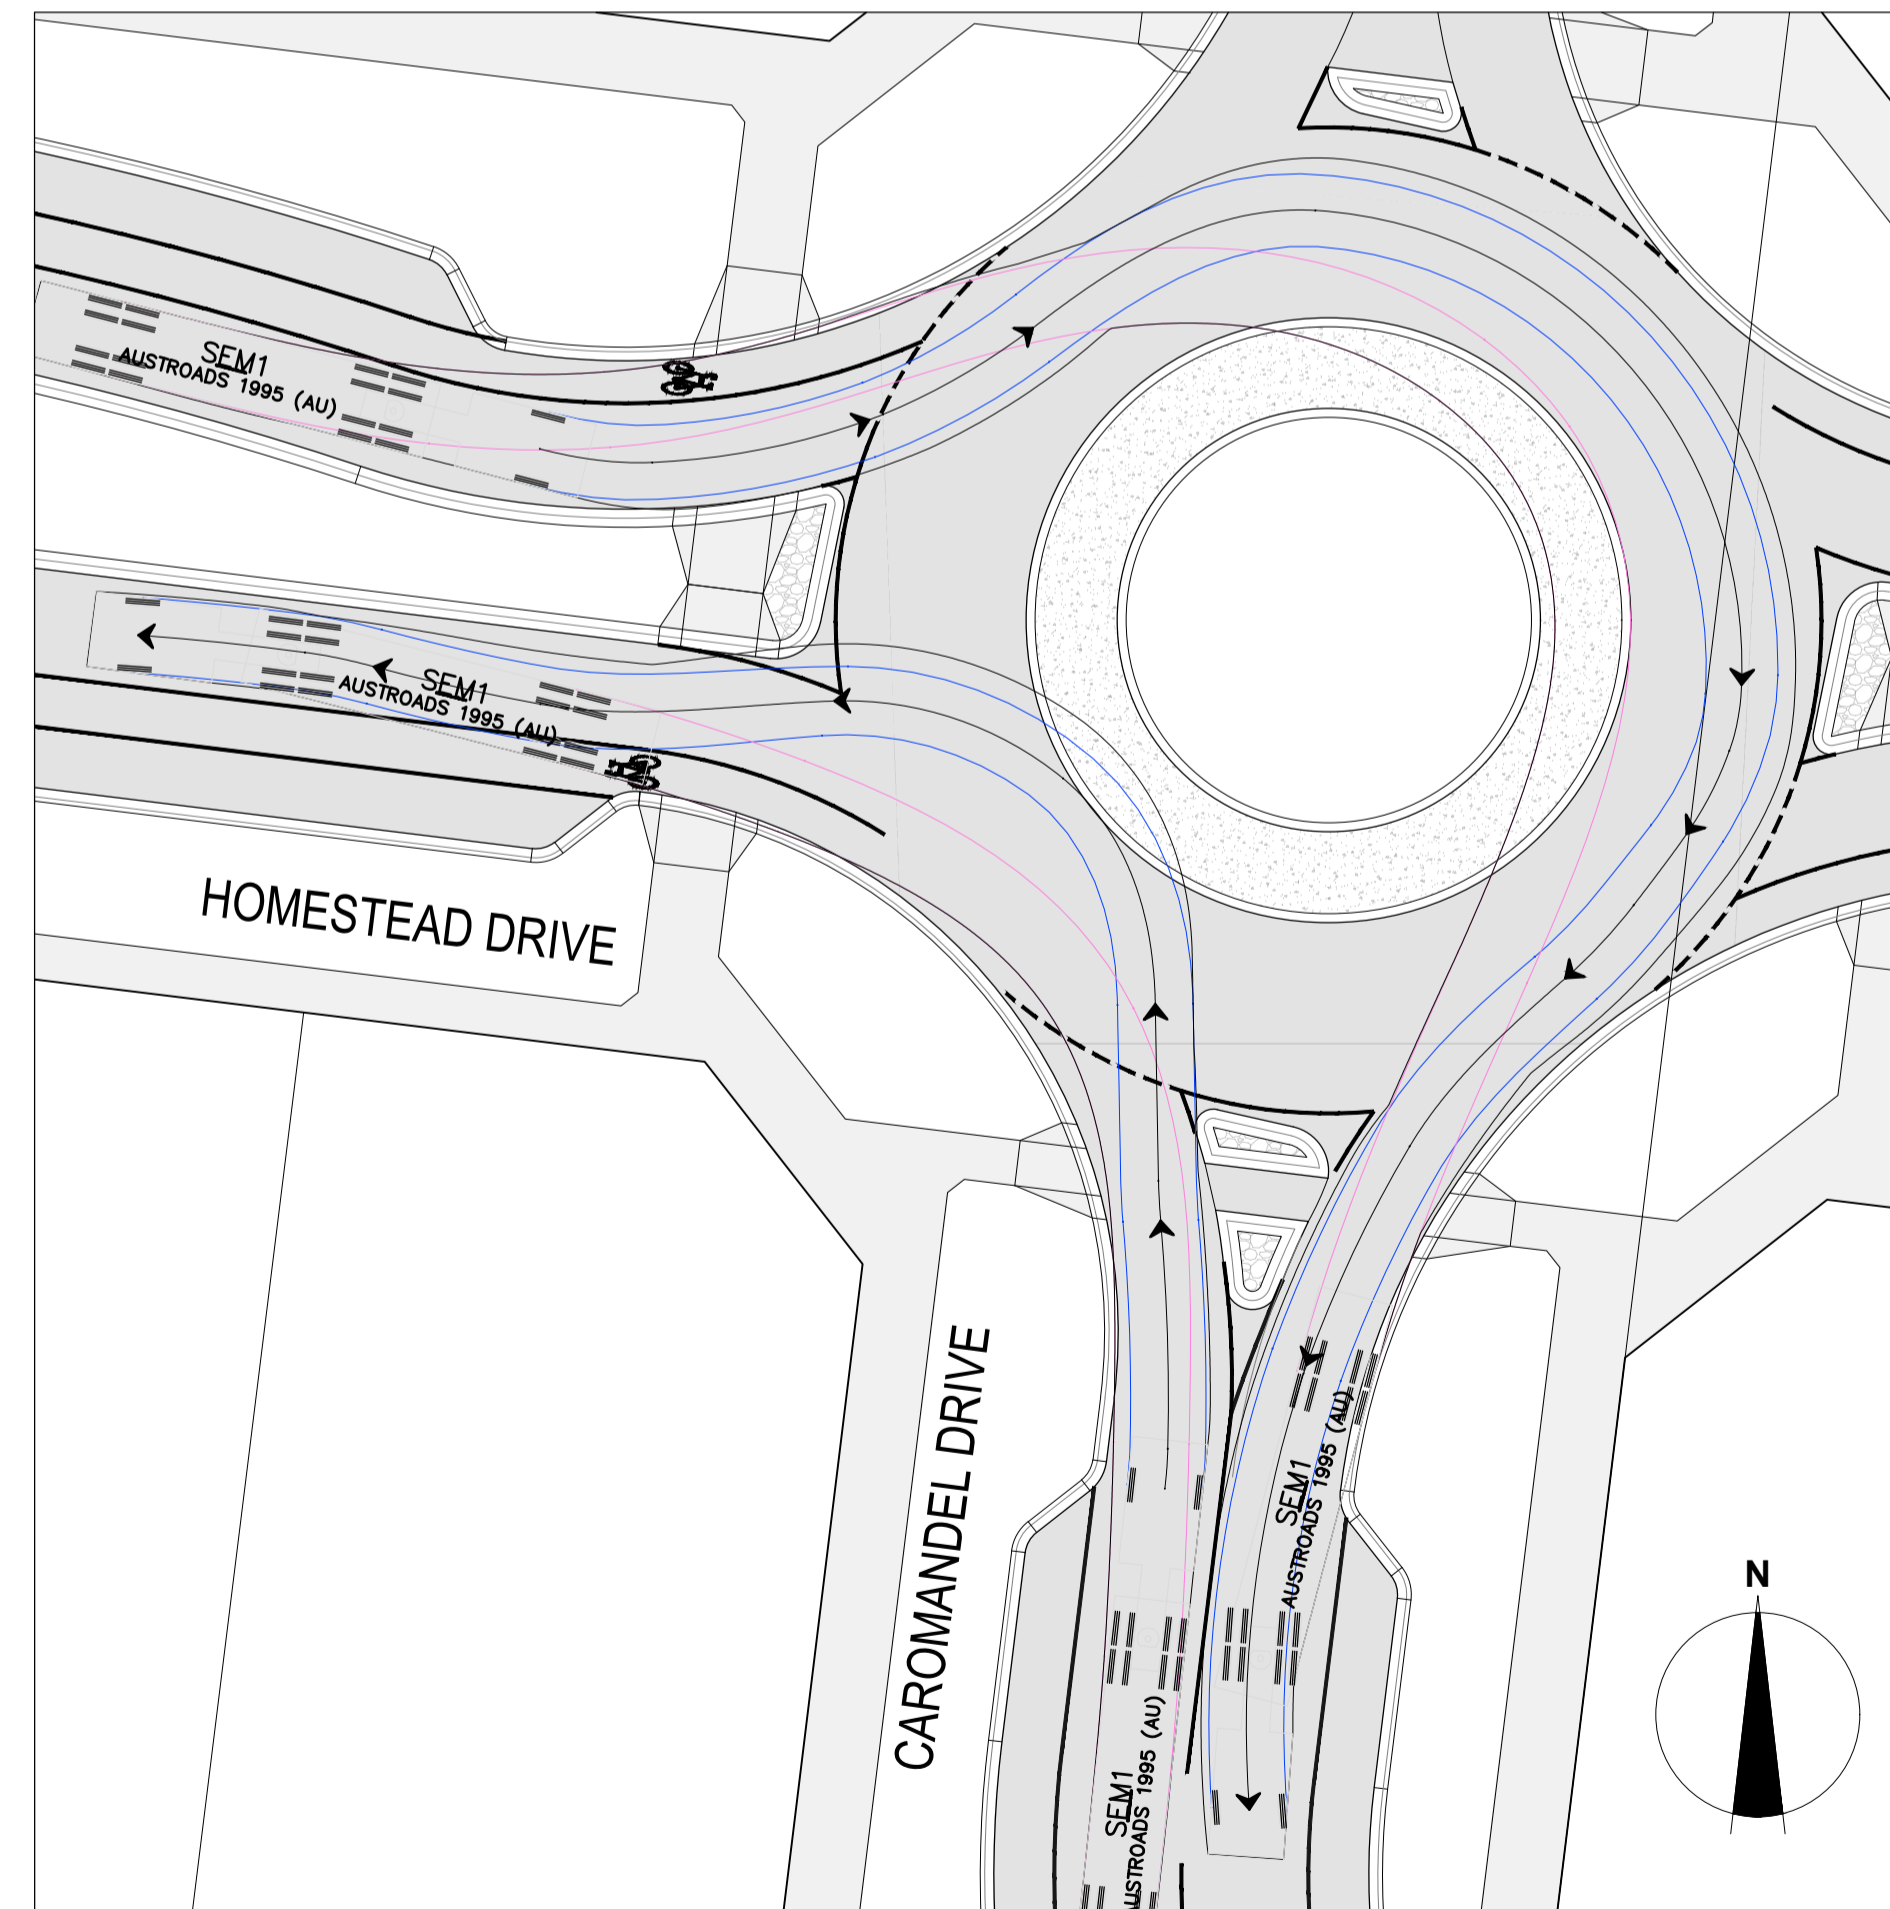 SEM1
AUSTROADS 1995 (AU)
SEM1
AUSTROADS 1995 (AU)
HOMESTEAD DRIVE
CAROMANDEL DRIVE
SEM1
AUSTROADS 1995 (AU)
N
SEM1
AUSTROADS 1995 (AU)